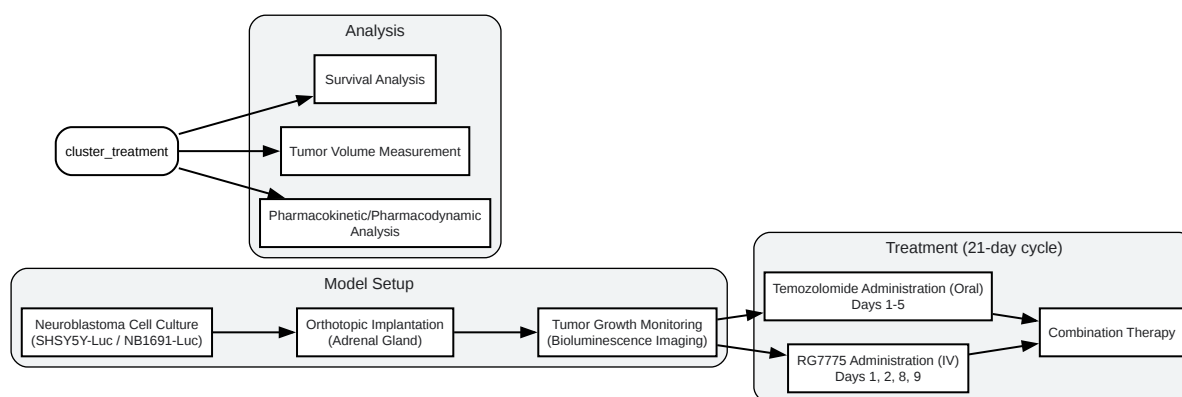 Analysis
Survival Analysis
cluster_treatment
Tumor Volume Measurement
Pharmacokinetic/Pharmacodynamic
Analysis
Model Setup
Neuroblastoma Cell Culture
(SHSY5Y-Luc / NB1691-Luc)
Orthotopic Implantation
(Adrenal Gland)
Tumor Growth Monitoring
(Bioluminescence Imaging)
Treatment (21-day cycle)
Temozolomide Administration (Oral)
Days 1-5
RG7775 Administration (IV)
Days 1, 2, 8, 9
Combination Therapy